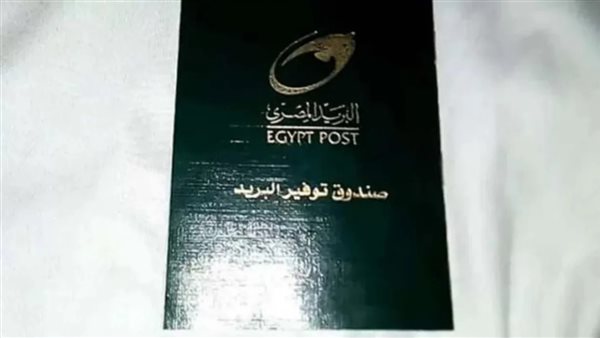 البريد المصري
EGYPT POST
صندوق توفير البريد